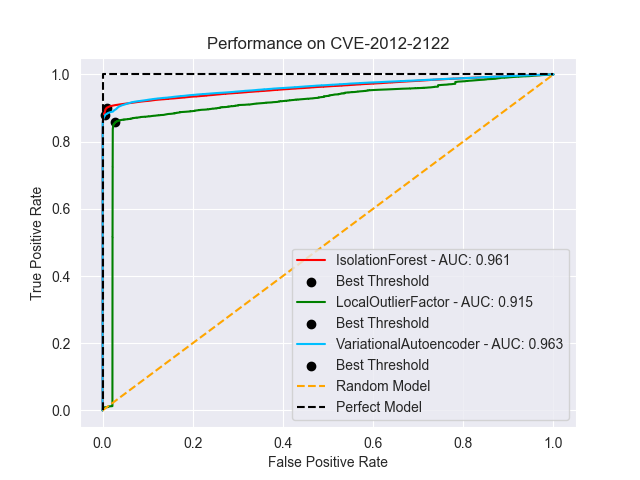 Performance on CVE-2012-2122
True Positive Rate
1.0
0.8
0.6
0.4
0.2
0.0
IsolationForest - AUC: 0.961
Best Threshold
LocalOutlierFactor - AUC: 0.915
Best Threshold
VariationalAutoencoder - AUC: 0.963
Best Threshold
Random Model
Perfect Model
0.0 0.2 0.4 0.6 0.8 1.0
False Positive Rate